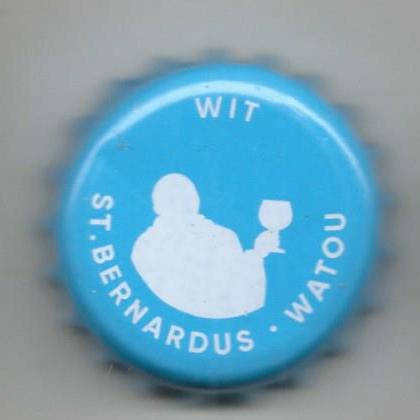 WIT
ST. BERNARDUS · WATOU